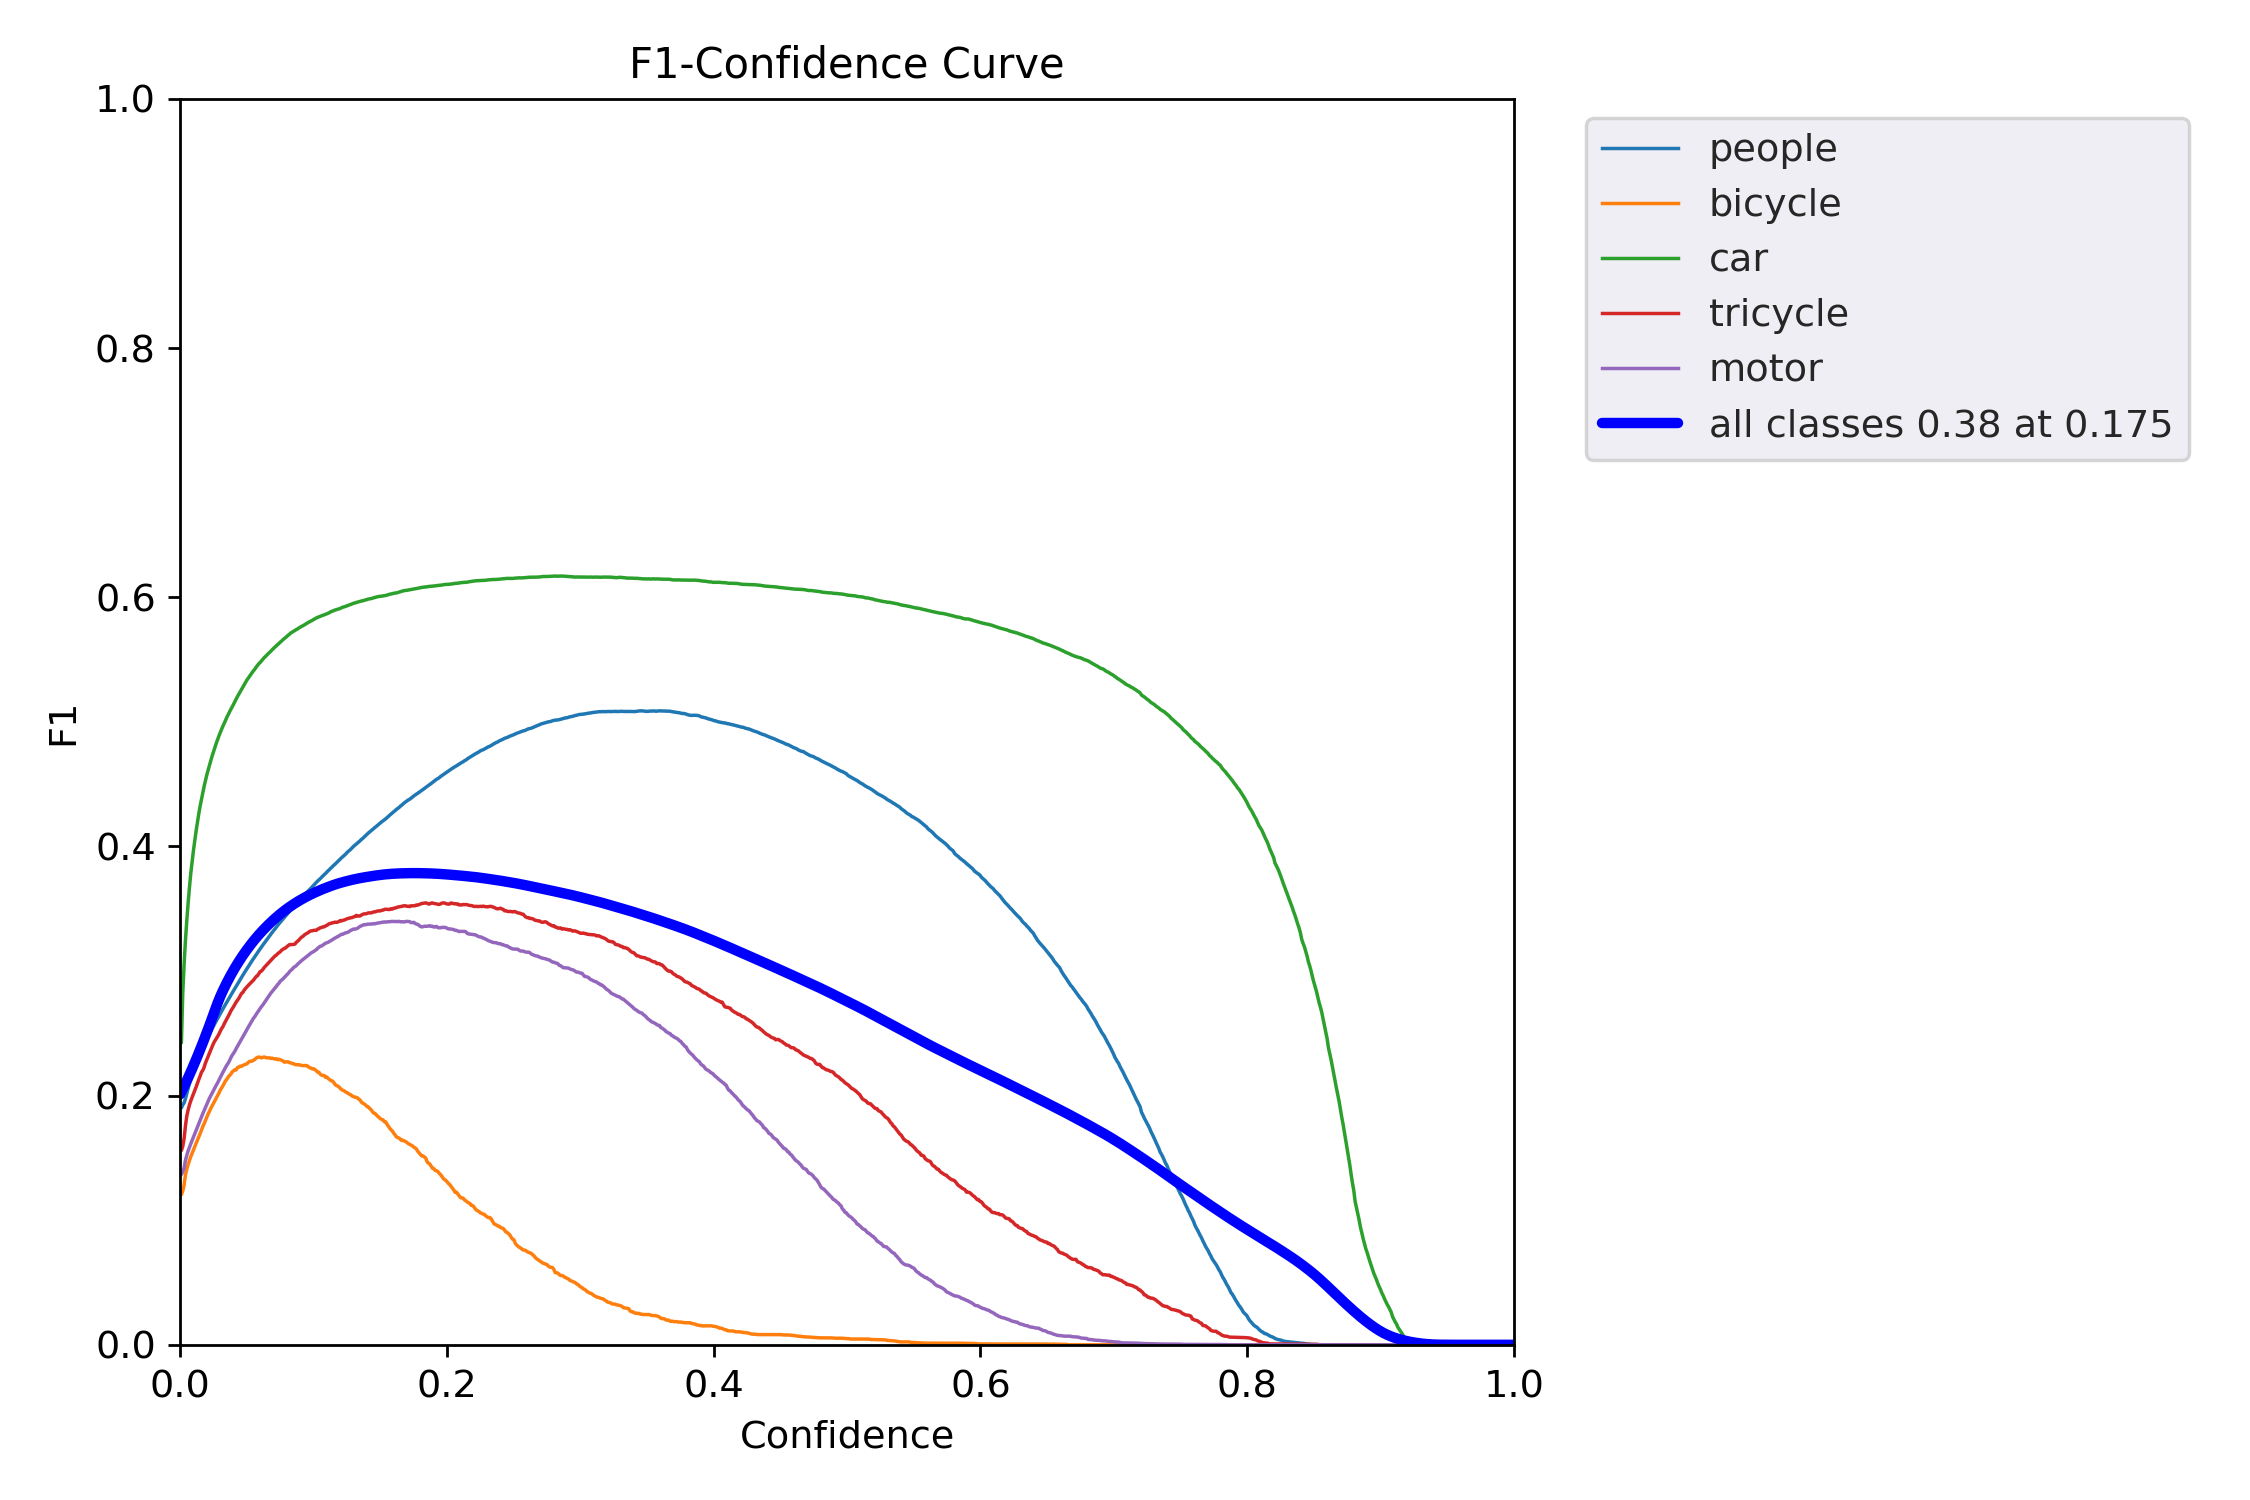 F1-Confidence Curve
1.0
0.8
0.6
0.4
0.2
0.0
F1
0.0 0.2 0.4 0.6 0.8 1.0
Confidence
people
bicycle
car
tricycle
motor
all classes 0.38 at 0.175